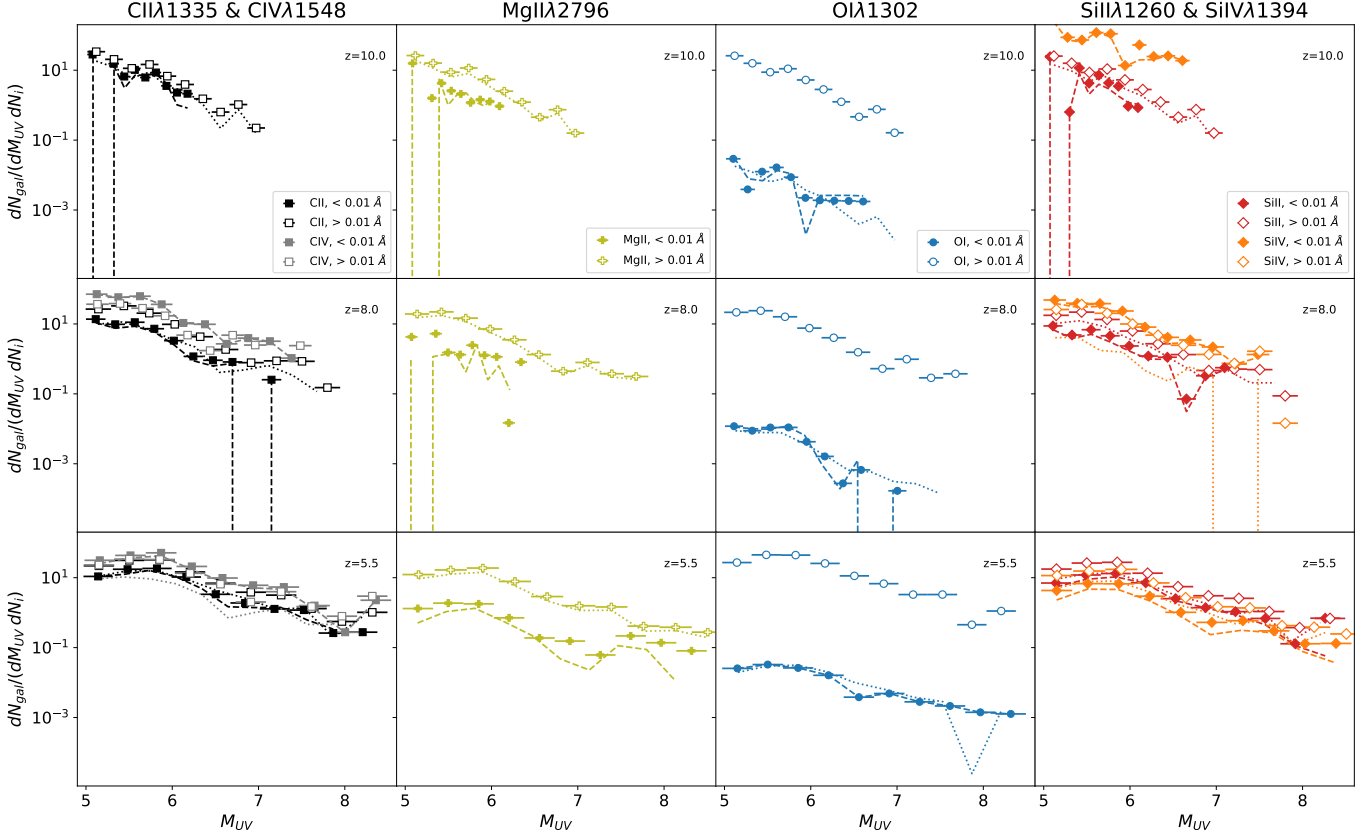 CIIλ1335 & CIVλ1548
MgIIλ2796
OIλ1302
SiIIλ1260 & SiIVλ1394
dN_gal/(dM_UV dN_i)
10^1
10^-1
10^-3
z=10.0
CII, < 0.01 Å
CII, > 0.01 Å
CIV, < 0.01 Å
CIV, > 0.01 Å
z=10.0
MgII, < 0.01 Å
MgII, > 0.01 Å
z=10.0
OI, < 0.01 Å
OI, > 0.01 Å
z=10.0
SiII, < 0.01 Å
SiII, > 0.01 Å
SiIV, < 0.01 Å
SiIV, > 0.01 Å
dN_gal/(dM_UV dN_i)
10^1
10^-1
10^-3
z=8.0
z=8.0
z=8.0
z=8.0
dN_gal/(dM_UV dN_i)
10^1
10^-1
10^-3
z=5.5
z=5.5
z=5.5
z=5.5
5 6 7 8
5 6 7 8
5 6 7 8
5 6 7 8
M_UV
M_UV
M_UV
M_UV